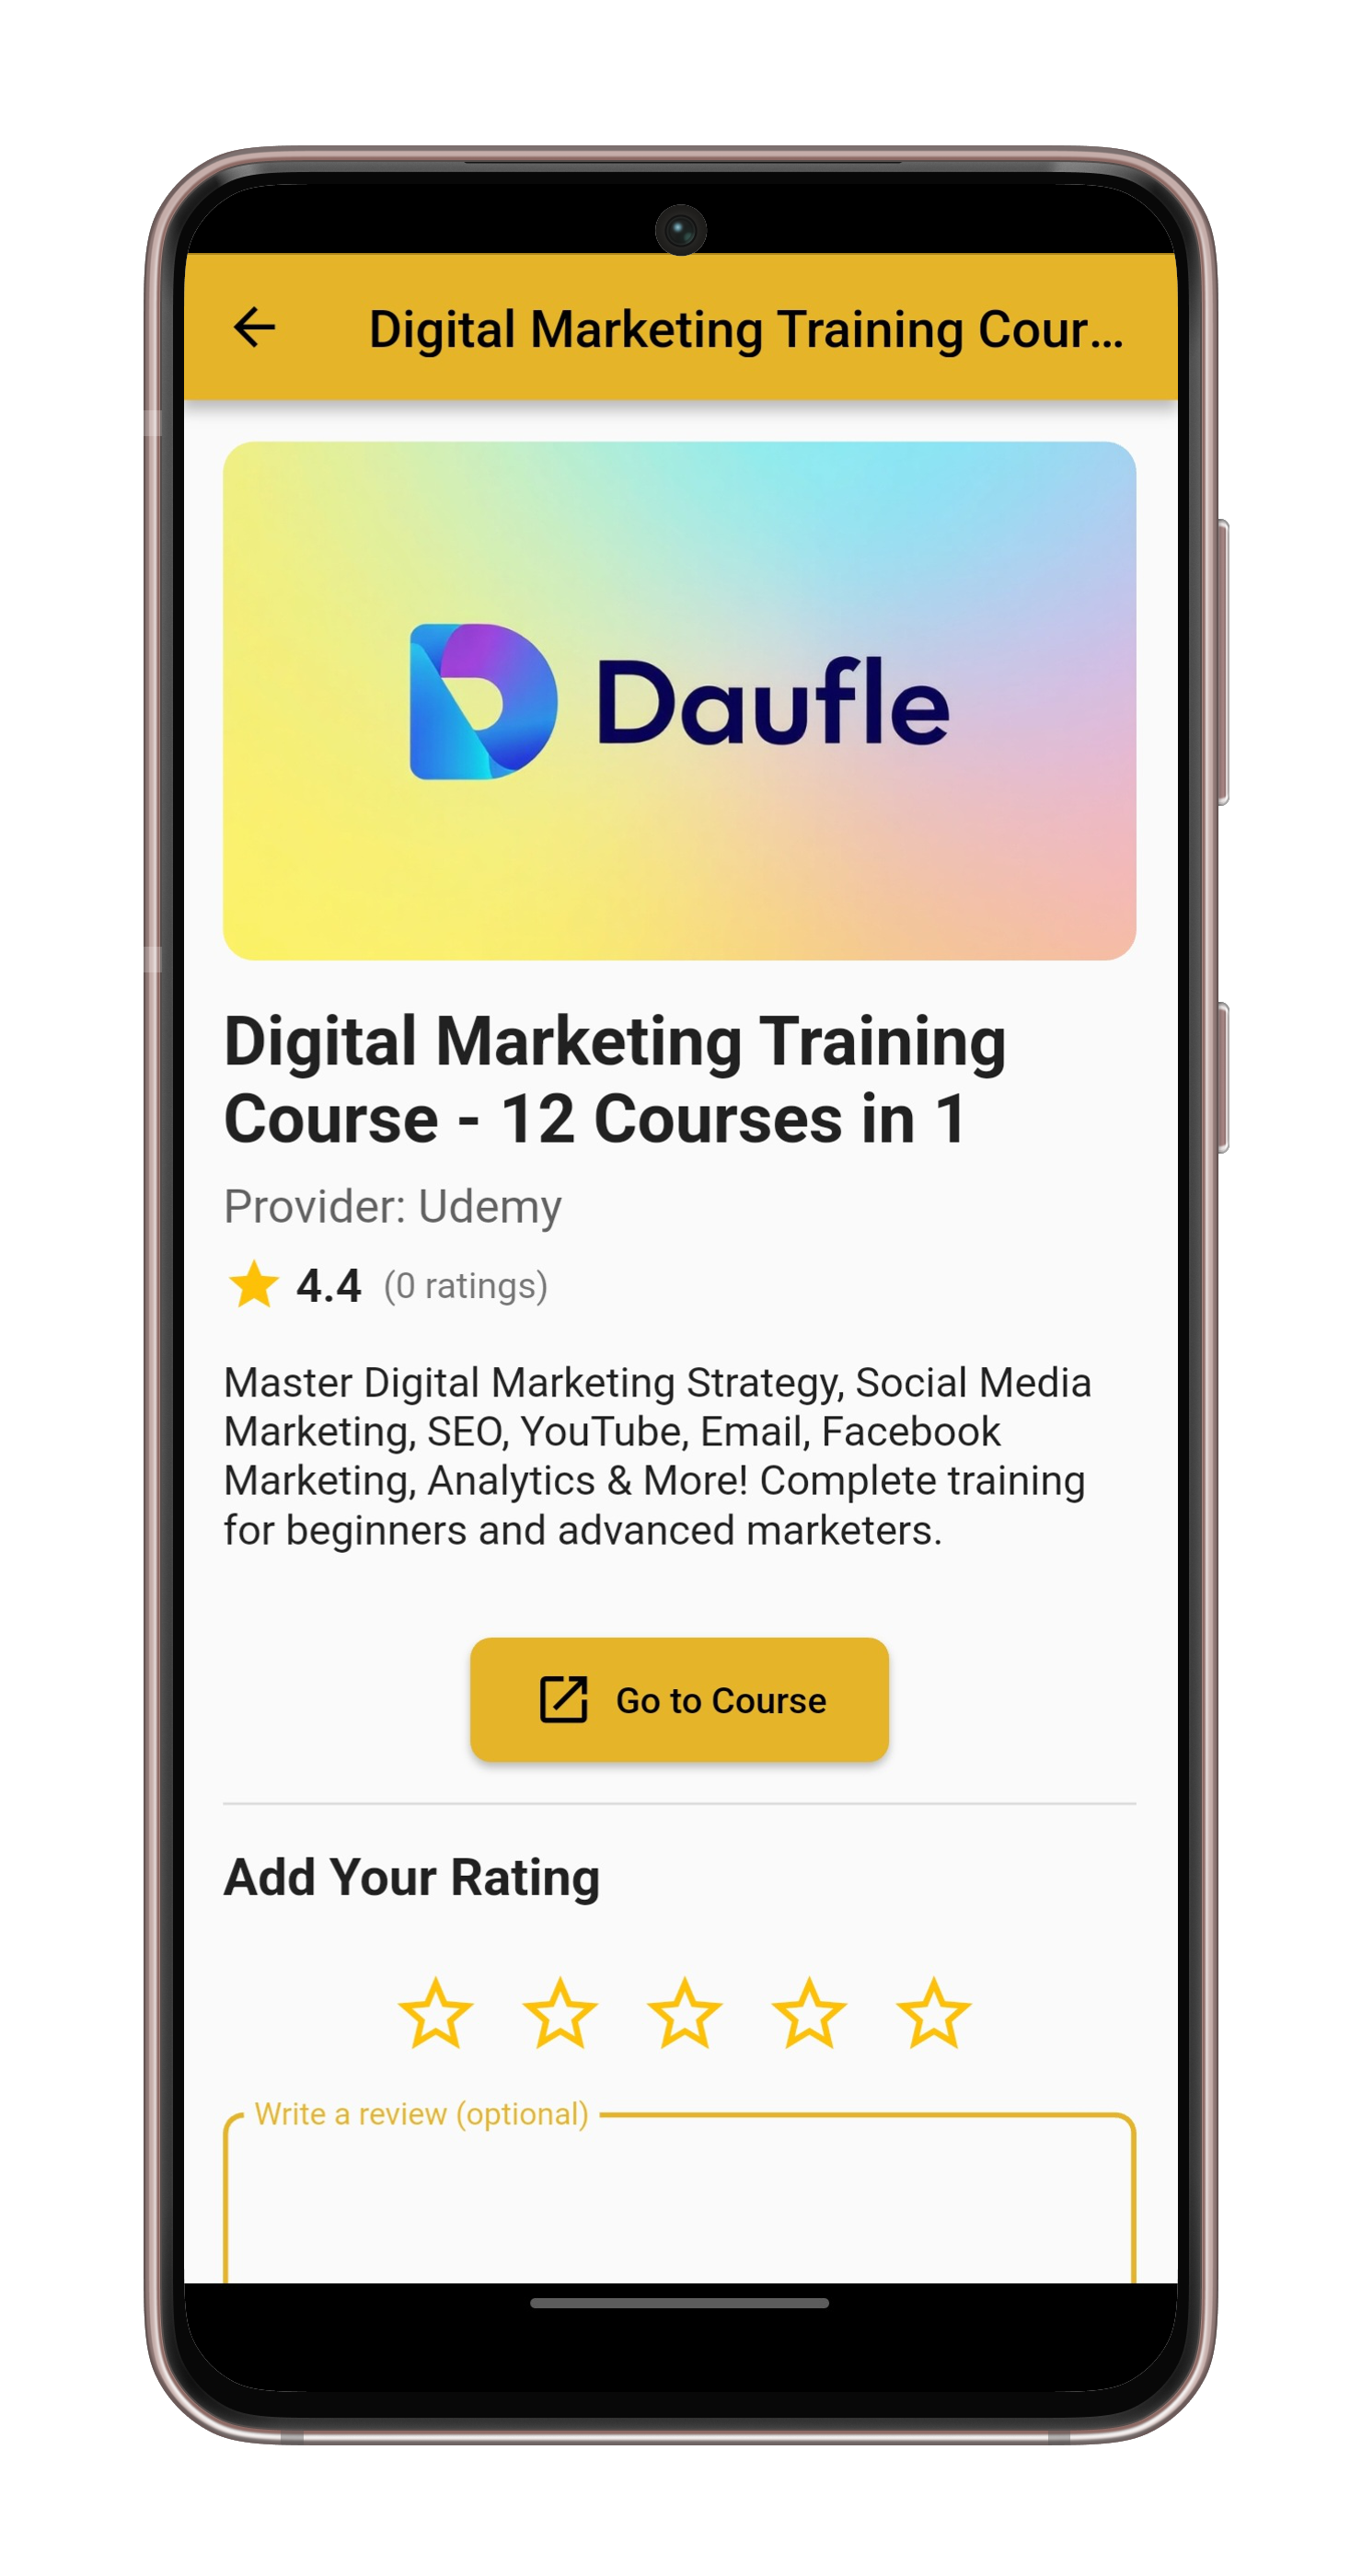 Digital Marketing Training Cour...
Daufle
Digital Marketing Training
Course - 12 Courses in 1
Provider: Udemy
4.4 (0 ratings)
Master Digital Marketing Strategy, Social Media
Marketing, SEO, YouTube, Email, Facebook
Marketing, Analytics & More! Complete training
for beginners and advanced marketers.
Go to Course
Add Your Rating
Write a review (optional)